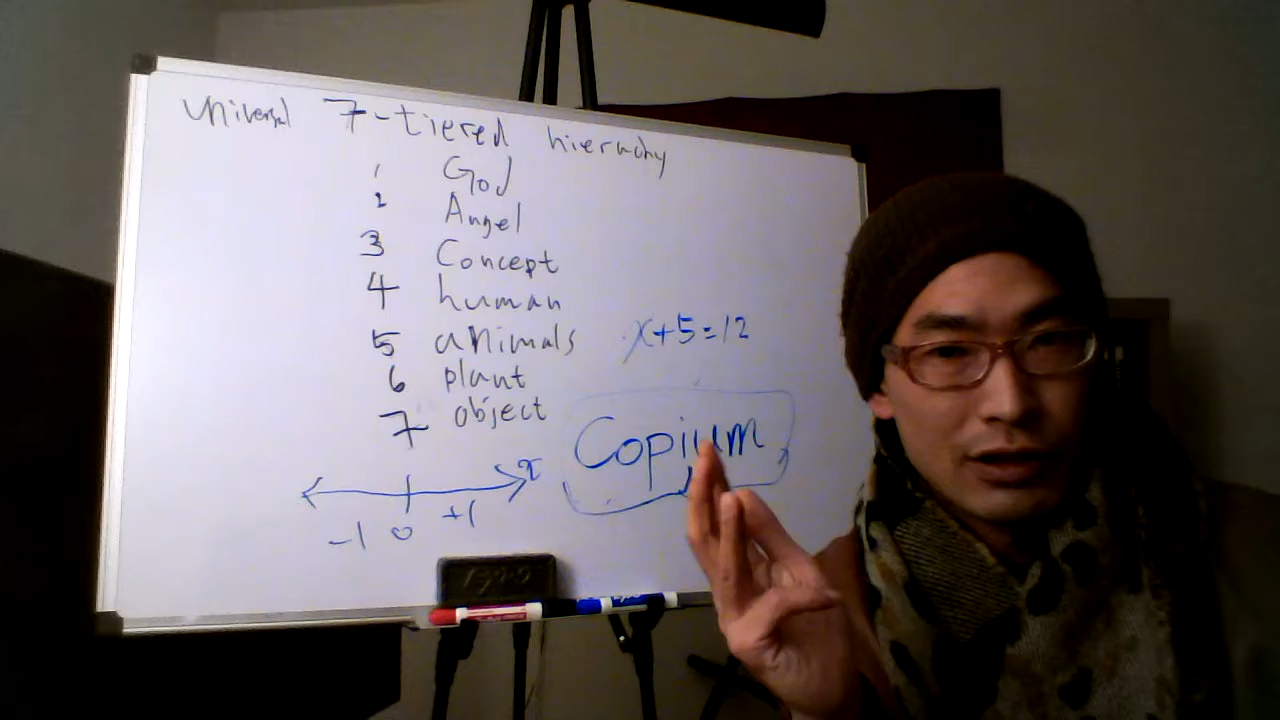 universal 7-tiered hierachy
1 God
2 Angel
3 Concept
4 human
5 animals
6 plant
7 object
x+5=12
Copium
x
-1 0 +1